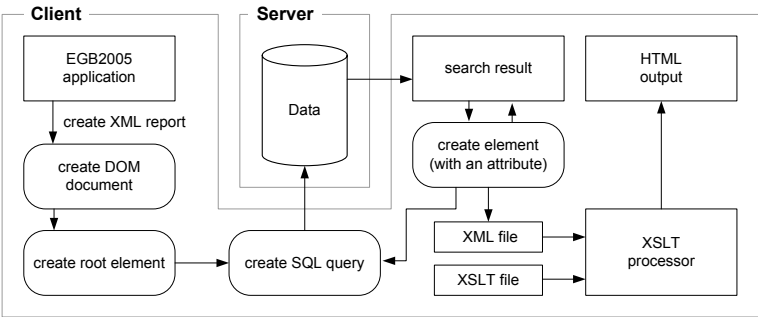 Client
Server
EGB2005
application
create XML report
create DOM
document
create root element
Data
create SQL query
search result
create element
(with an attribute)
XML file
XSLT file
HTML
output
XSLT
processor